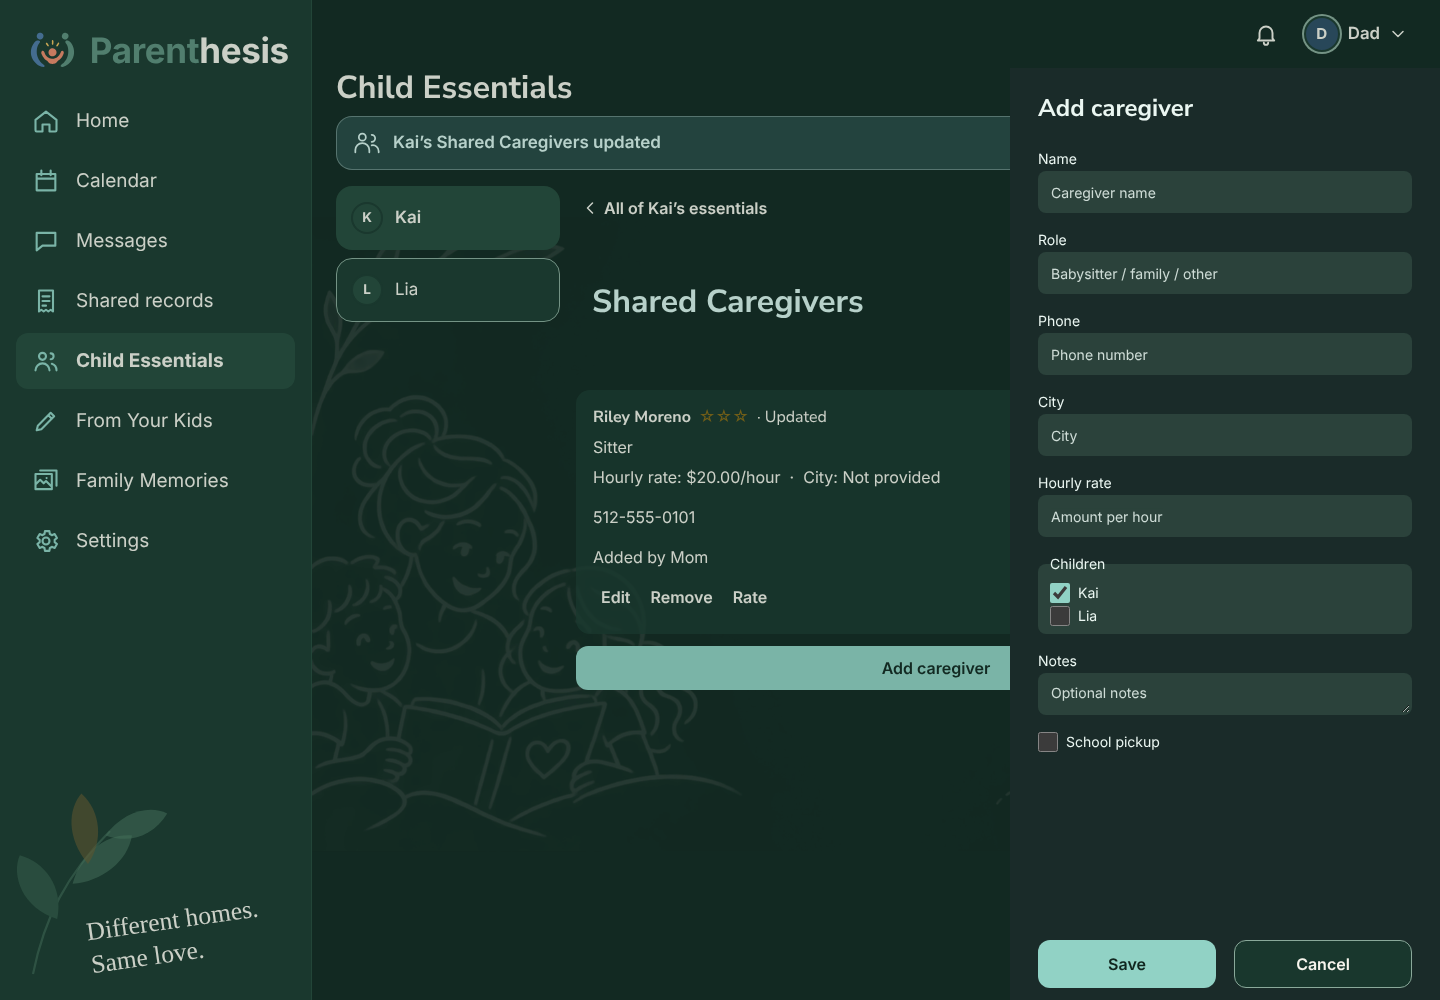 Parenthesis
Home
Calendar
Messages
Shared records
Child Essentials
From Your Kids
Family Memories
Settings
Different homes.
Same love.
D Dad
Child Essentials
Kai’s Shared Caregivers updated
K Kai
L Lia
All of Kai’s essentials
Shared Caregivers
Riley Moreno ☆☆☆ · Updated
Sitter
Hourly rate: $20.00/hour · City: Not provided
512-555-0101
Added by Mom
Edit Remove Rate
Add caregiver
Add caregiver
Name
Caregiver name
Role
Babysitter / family / other
Phone
Phone number
City
City
Hourly rate
Amount per hour
Children
Kai
Lia
Notes
Optional notes
School pickup
Save Cancel